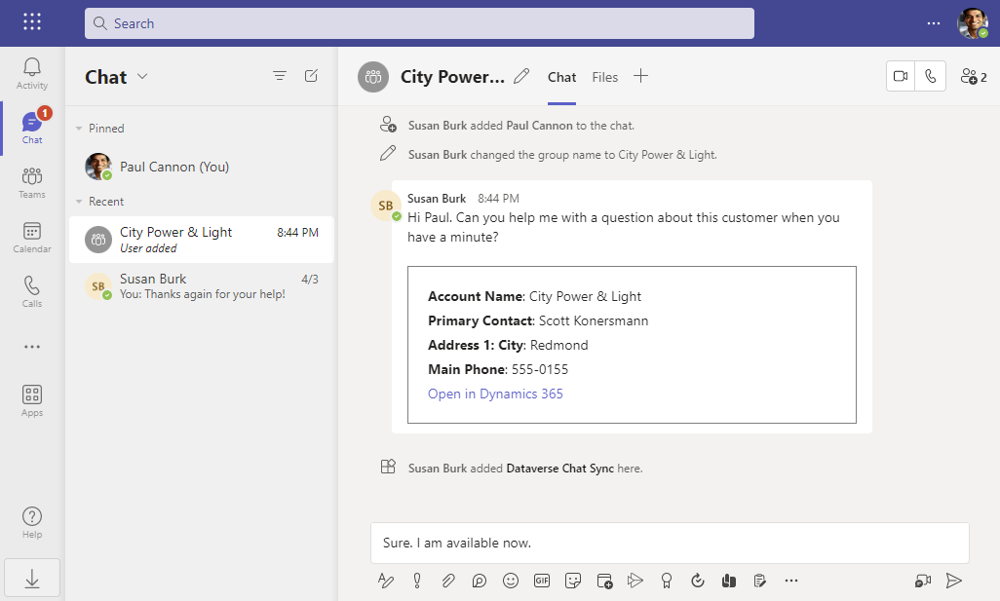 Search
Activity
1
Chat
Teams
Calendar
Calls
Apps
Help
Chat
Pinned
Paul Cannon (You)
Recent
City Power & Light 8:44 PM
User added
SB
Susan Burk 4/3
You: Thanks again for your help!
City Power... Chat Files
2
Susan Burk added Paul Cannon to the chat.
Susan Burk changed the group name to City Power & Light.
SB
Susan Burk 8:44 PM
Hi Paul. Can you help me with a question about this customer when you
have a minute?
Account Name: City Power & Light
Primary Contact: Scott Konersmann
Address 1: City: Redmond
Main Phone: 555-0155
Open in Dynamics 365
Susan Burk added Dataverse Chat Sync here.
Sure. I am available now.
GIF